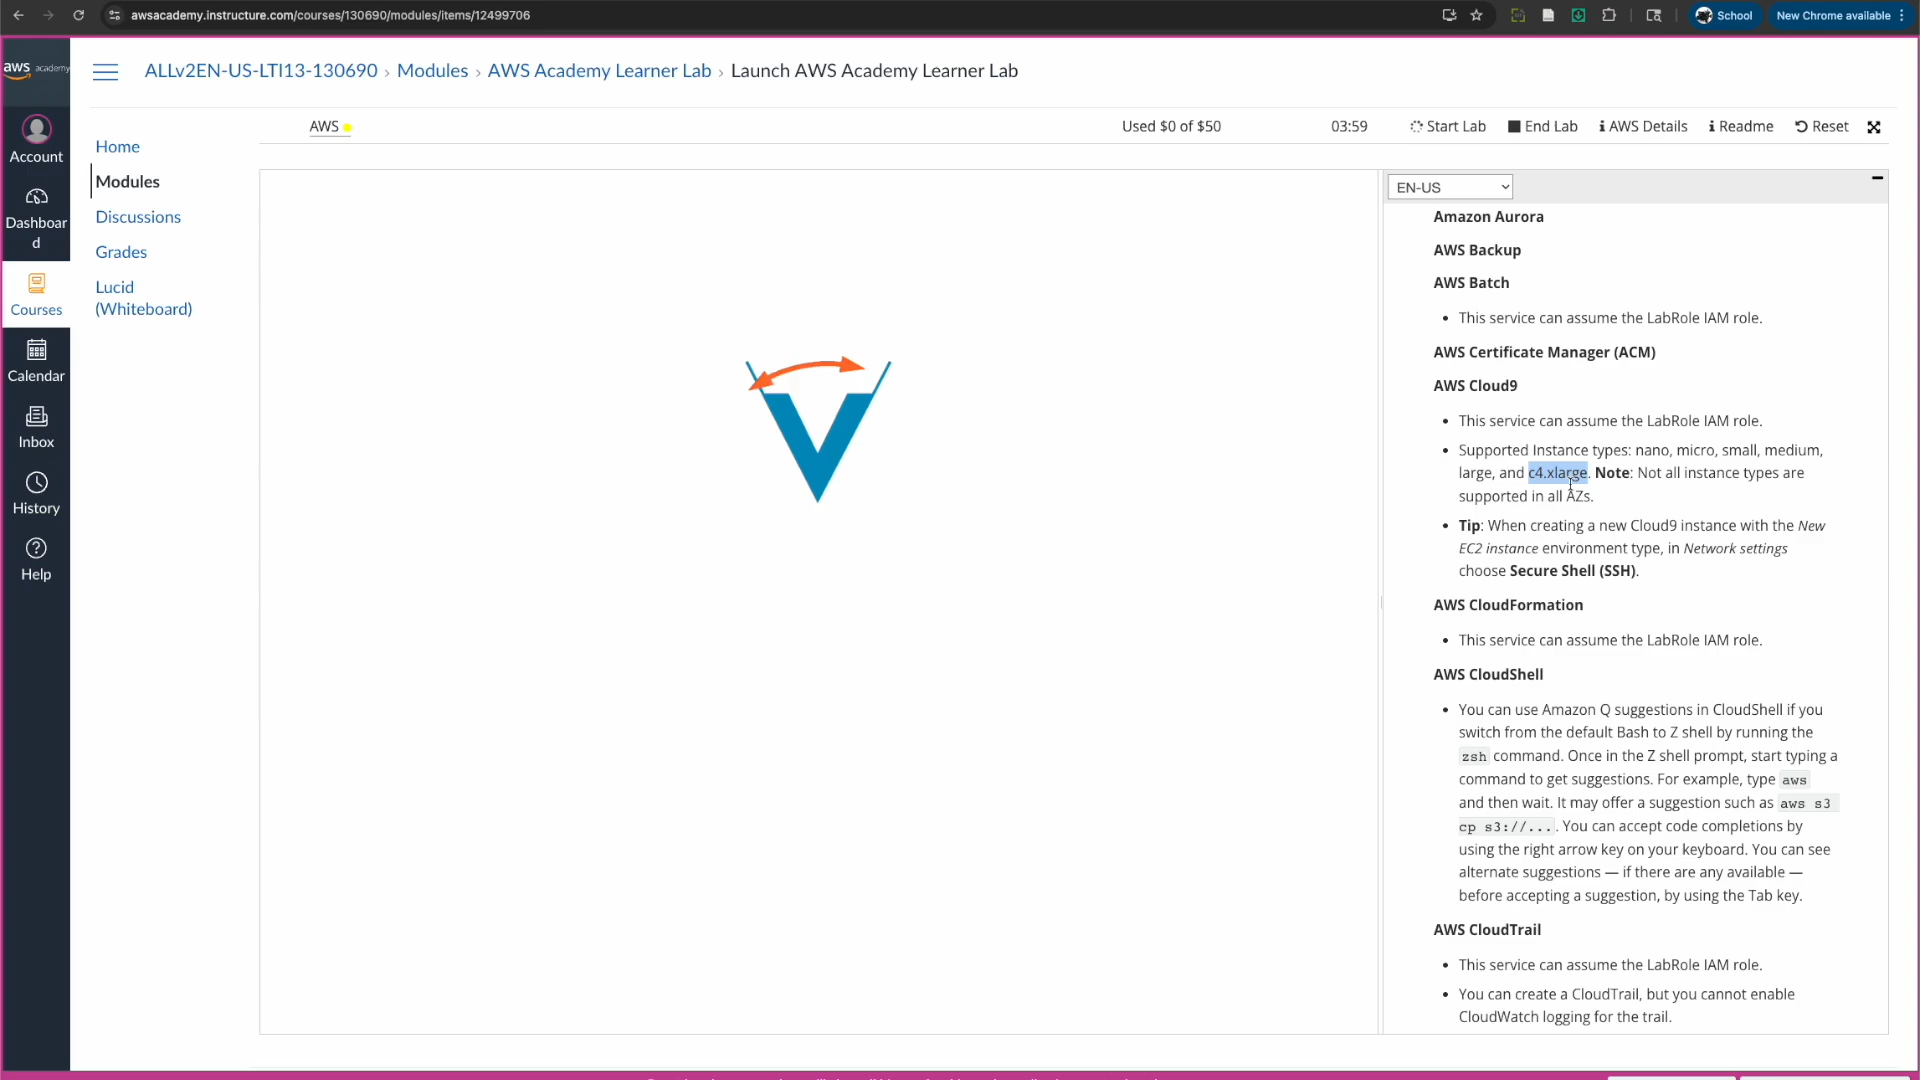 awsacademy.instructure.com/courses/130690/modules/items/12499706
School
New Chrome available
aws academy
ALLv2EN-US-LTI13-130690 › Modules › AWS Academy Learner Lab › Launch AWS Academy Learner Lab
Account
Dashboar
d
Courses
Calendar
Inbox
History
Help
Home
Modules
Discussions
Grades
Lucid
(Whiteboard)
AWS
Used $0 of $50
03:59
Start Lab
End Lab
AWS Details
Readme
Reset
EN-US
Amazon Aurora
AWS Backup
AWS Batch
• This service can assume the LabRole IAM role.
AWS Certificate Manager (ACM)
AWS Cloud9
• This service can assume the LabRole IAM role.
• Supported Instance types: nano, micro, small, medium,
large, and c4.xlarge. Note: Not all instance types are
supported in all AZs.
• Tip: When creating a new Cloud9 instance with the New
EC2 instance environment type, in Network settings
choose Secure Shell (SSH).
AWS CloudFormation
• This service can assume the LabRole IAM role.
AWS CloudShell
• You can use Amazon Q suggestions in CloudShell if you
switch from the default Bash to Z shell by running the
zsh command. Once in the Z shell prompt, start typing a
command to get suggestions. For example, type aws
and then wait. It may offer a suggestion such as aws s3
cp s3://... . You can accept code completions by
using the right arrow key on your keyboard. You can see
alternate suggestions — if there are any available —
before accepting a suggestion, by using the Tab key.
AWS CloudTrail
• This service can assume the LabRole IAM role.
• You can create a CloudTrail, but you cannot enable
CloudWatch logging for the trail.